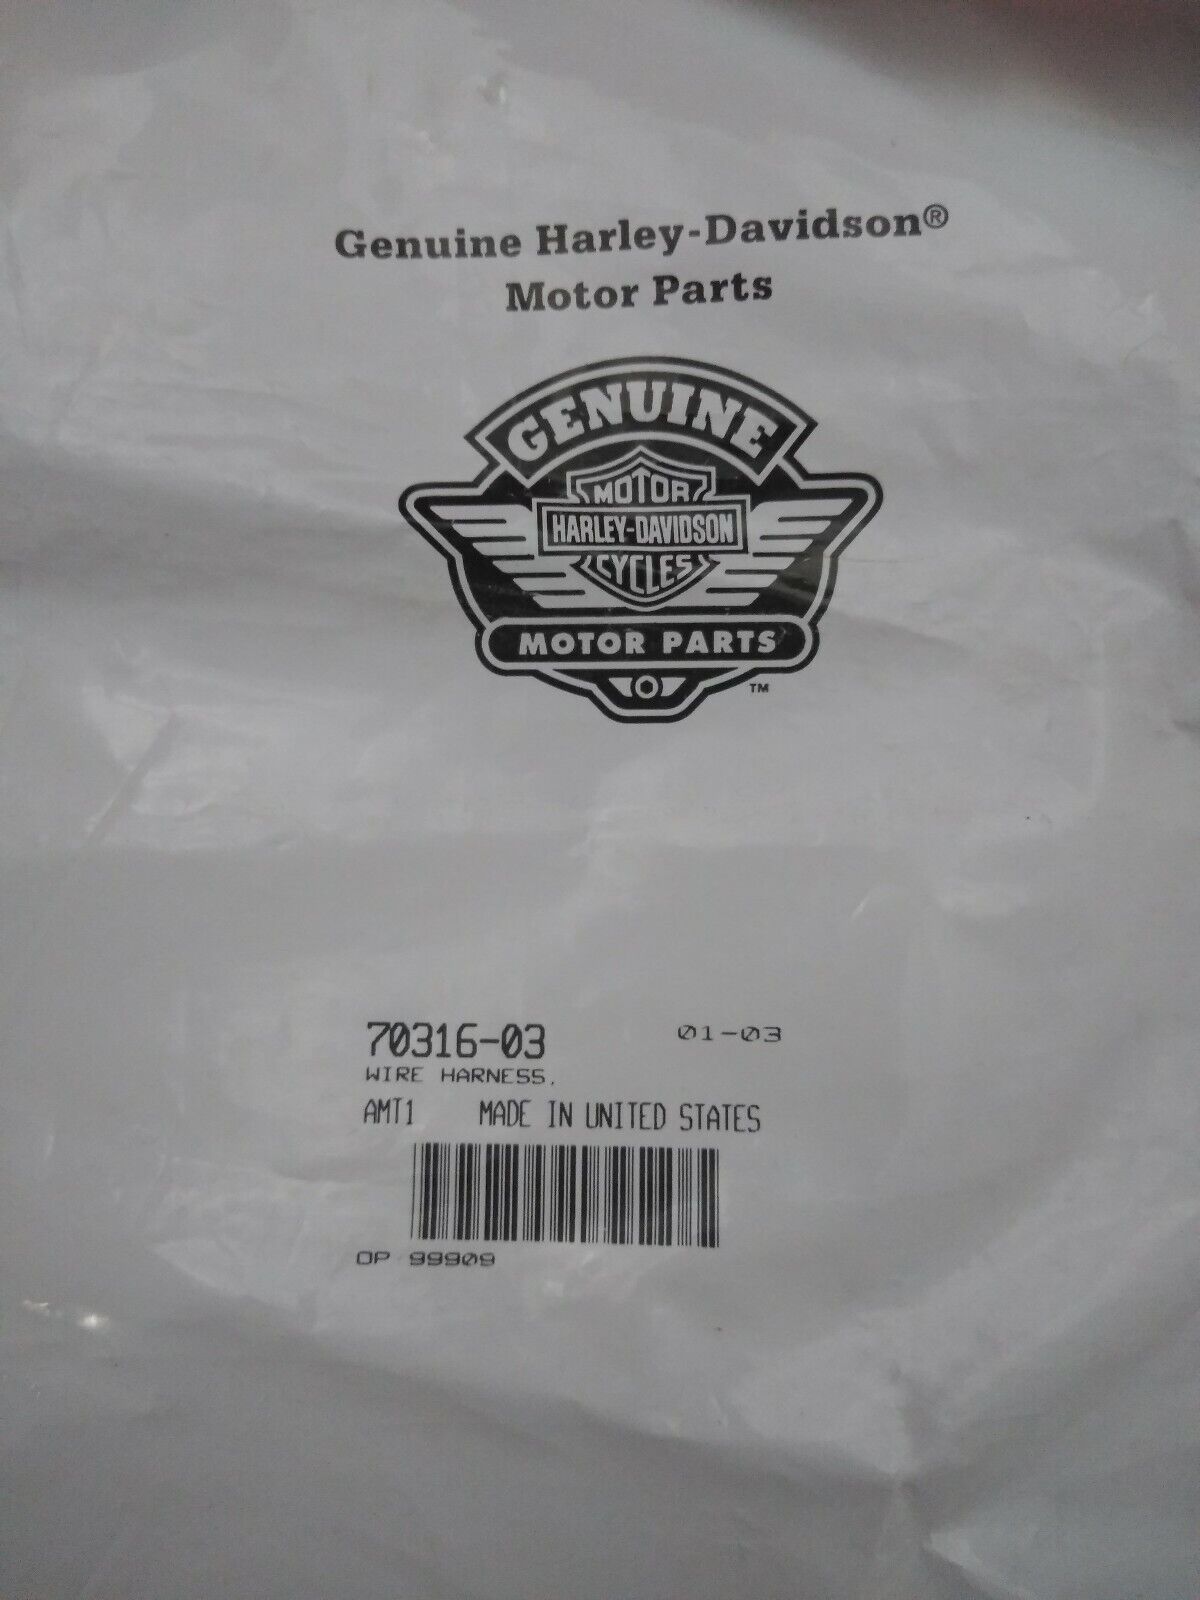 Genuine Harley-Davidson®
Motor Parts
GENUINE
MOTOR
HARLEY-DAVIDSON
CYCLES
MOTOR PARTS
TM
70316-03 01-03
WIRE HARNESS,
AMT1 MADE IN UNITED STATES
OP 99909